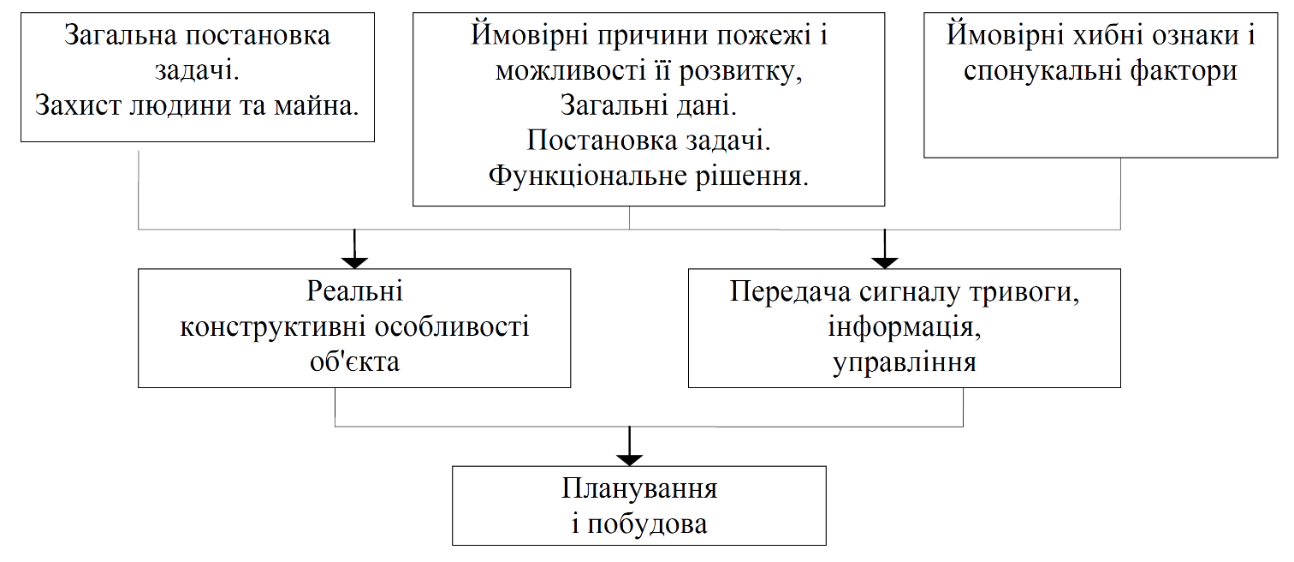 Загальна постановка
задачі.
Захист людини та майна.
Ймовірні причини пожежі і
можливості її розвитку,
Загальні дані.
Постановка задачі.
Функціональне рішення.
Ймовірні хибні ознаки і
спонукальні фактори
Реальні
конструктивні особливості
об'єкта
Передача сигналу тривоги,
інформація,
управління
Планування
і побудова